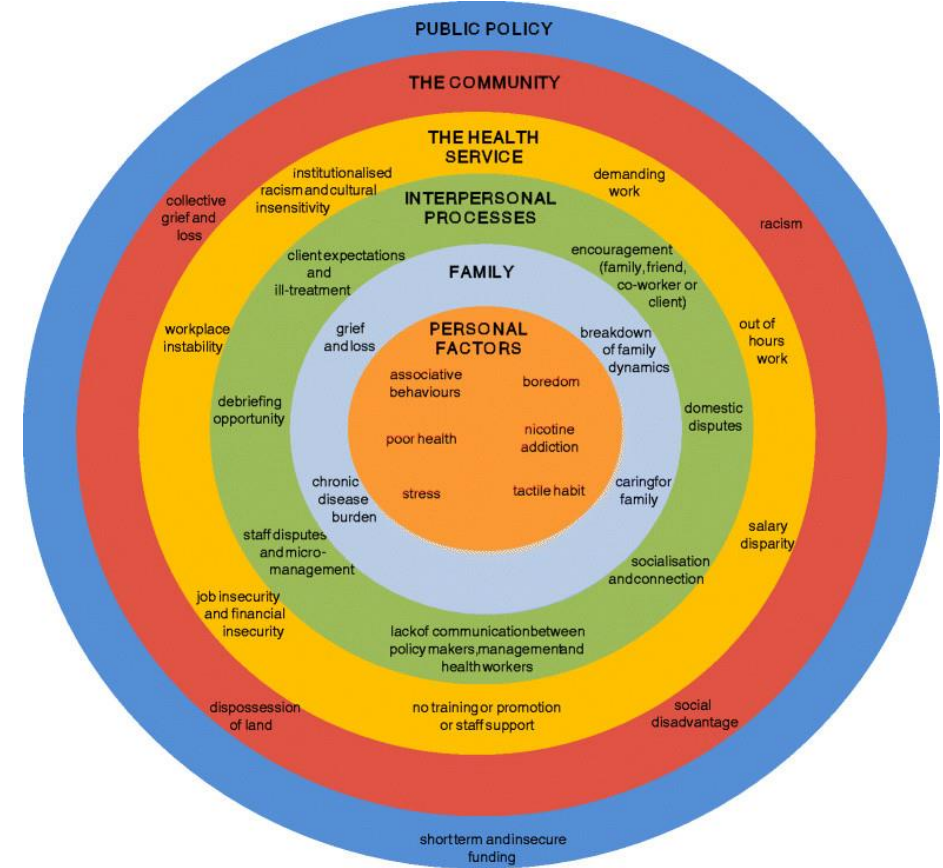 PUBLIC POLICY
THE COMMUNITY
THE HEALTH
SERVICE
institutionalised
racism and cultural
insensitivity
demanding
work
collective
grief and
loss
racism
INTERPERSONAL
PROCESSES
client expectations
and
ill-treatment
encouragement
(family, friend,
co-worker or
client)
FAMILY
workplace
instability
grief
and loss
breakdown
of family
dynamics
out of
hours
work
PERSONAL
FACTORS
associative
behaviours
boredom
debriefing
opportunity
domestic
disputes
poor health
nicotine
addiction
chronic
disease
burden
stress
tactile habit
caring for
family
staff disputes
and micro-
management
salary
disparity
socialisation
and connection
job insecurity
and financial
insecurity
lack of communication between
policy makers, management and
health workers
dispossession
of land
no training or promotion
or staff support
social
disadvantage
short term and insecure
funding